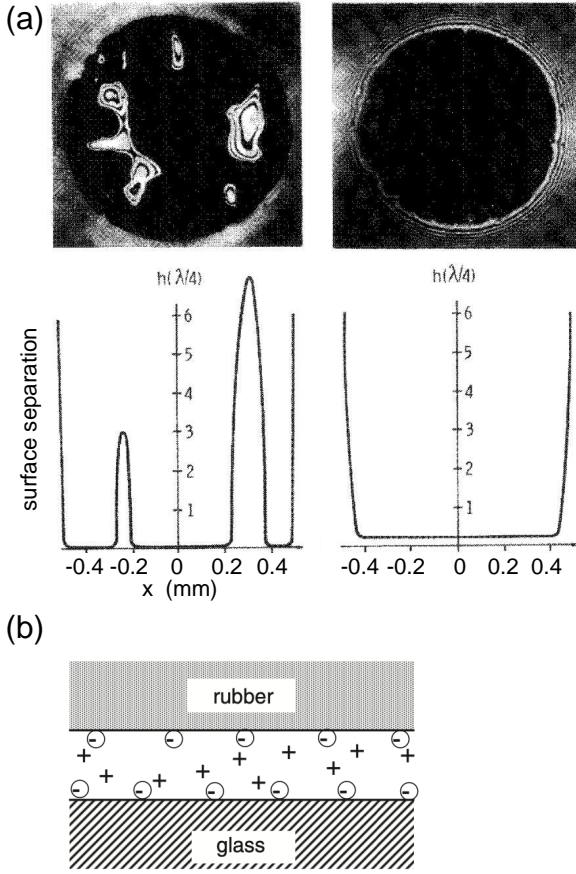 (a)
h(λ/4) h(λ/4)
6 6
5 5
4 4
3 3
2 2
1 1
surface separation
-0.4 -0.2 0 0.2 0.4 -0.4 -0.2 0 0.2 0.4
x (mm)
(b)
rubber
- - - - -
+ + + + + + + + + +
- - - - - -
glass